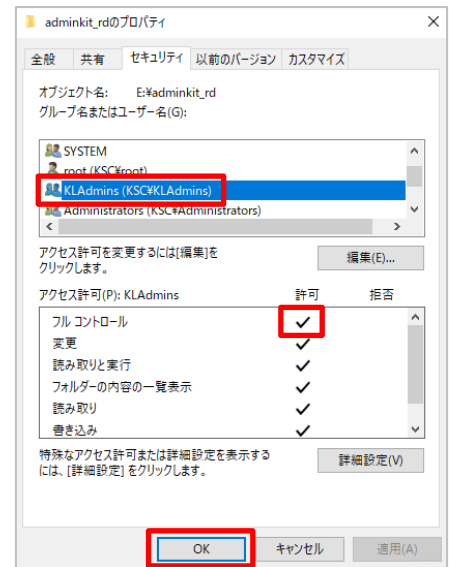 adminkit_rdのプロパティ
全般 共有 セキュリティ 以前のバージョン カスタマイズ
オブジェクト名: E:¥adminkit_rd
グループ名またはユーザー名(G):
SYSTEM
root (KSC¥root)
KLAdmins (KSC¥KLAdmins)
Administrators (KSC¥Administrators)
アクセス許可を変更するには[編集]を
クリックします。
編集(E)...
アクセス許可(P): KLAdmins 許可 拒否
フル コントロール
変更
読み取りと実行
フォルダーの内容の一覧表示
読み取り
書き込み
特殊なアクセス許可または詳細設定を表示する
には、[詳細設定] をクリックします。
詳細設定(V)
OK キャンセル 適用(A)